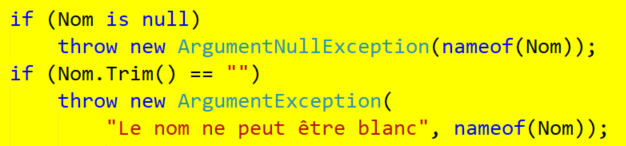 if (Nom is null)
throw new ArgumentNullException(nameof(Nom));
if (Nom.Trim() == "")
throw new ArgumentException(
"Le nom ne peut être blanc", nameof(Nom));